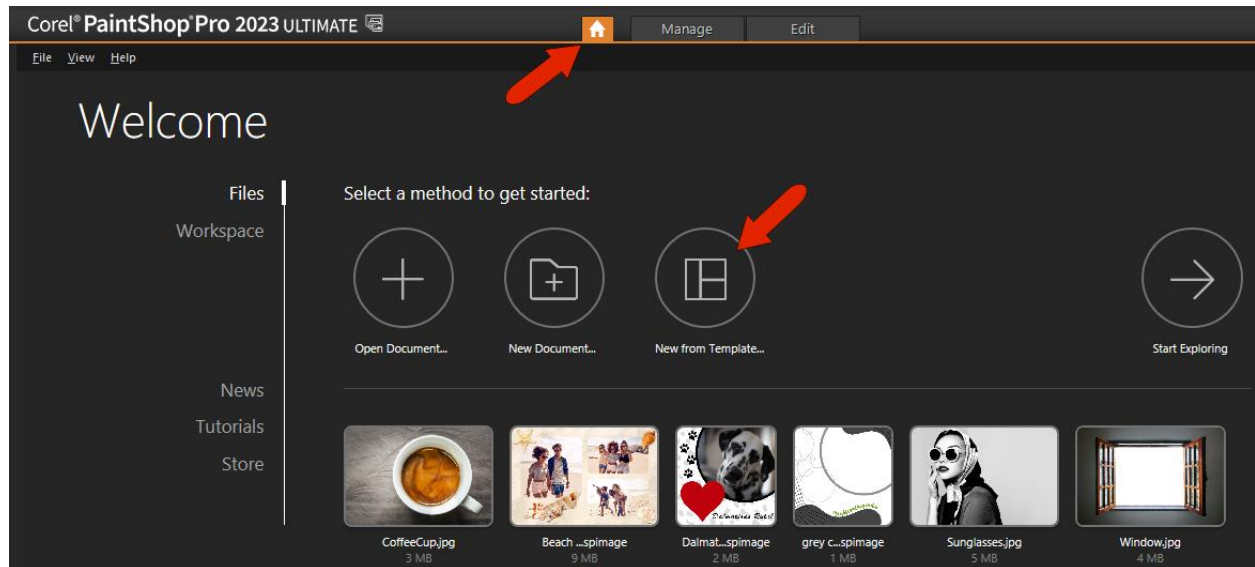 Corel® PaintShop® Pro 2023 ULTIMATE
Manage
Edit
File View Help
Welcome
Files
Workspace
News
Tutorials
Store
Select a method to get started:
Open Document...
New Document...
New from Template...
Start Exploring
Dalmatians Rule!
CoffeeCup.jpg
3 MB
Beach ...spimage
9 MB
Dalmat...spimage
2 MB
grey c...spimage
1 MB
Sunglasses.jpg
5 MB
Window.jpg
4 MB